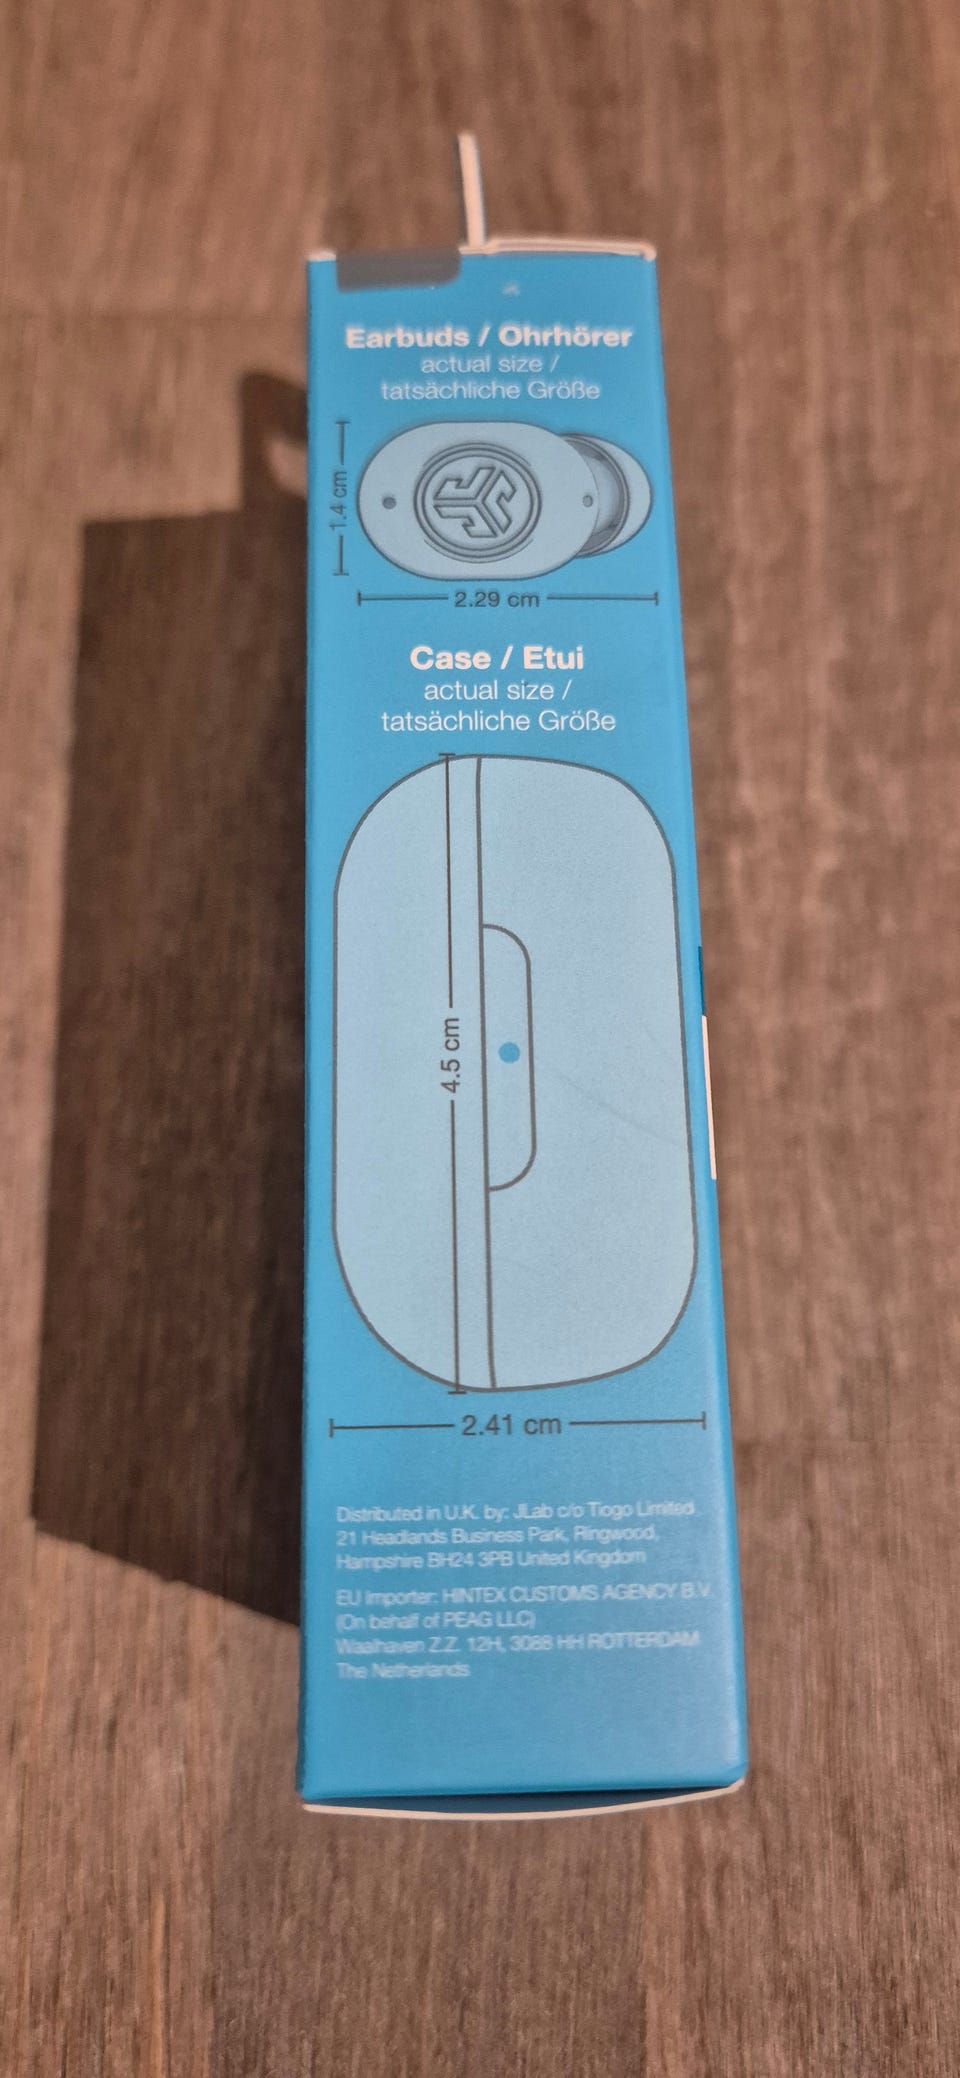 Earbuds / Ohrhörer
actual size /
tatsächliche Größe
1.4 cm
2.29 cm
Case / Etui
actual size /
tatsächliche Größe
4.5 cm
2.41 cm
Distributed in U.K. by: JLab c/o Tiogo Limited
21 Headlands Business Park, Ringwood,
Hampshire BH24 3PB United Kingdom
EU Importer: HINTEX CUSTOMS AGENCY B.V.
(On behalf of PEAG LLC)
Waalhaven Z.Z. 12H, 3088 HH ROTTERDAM
The Netherlands